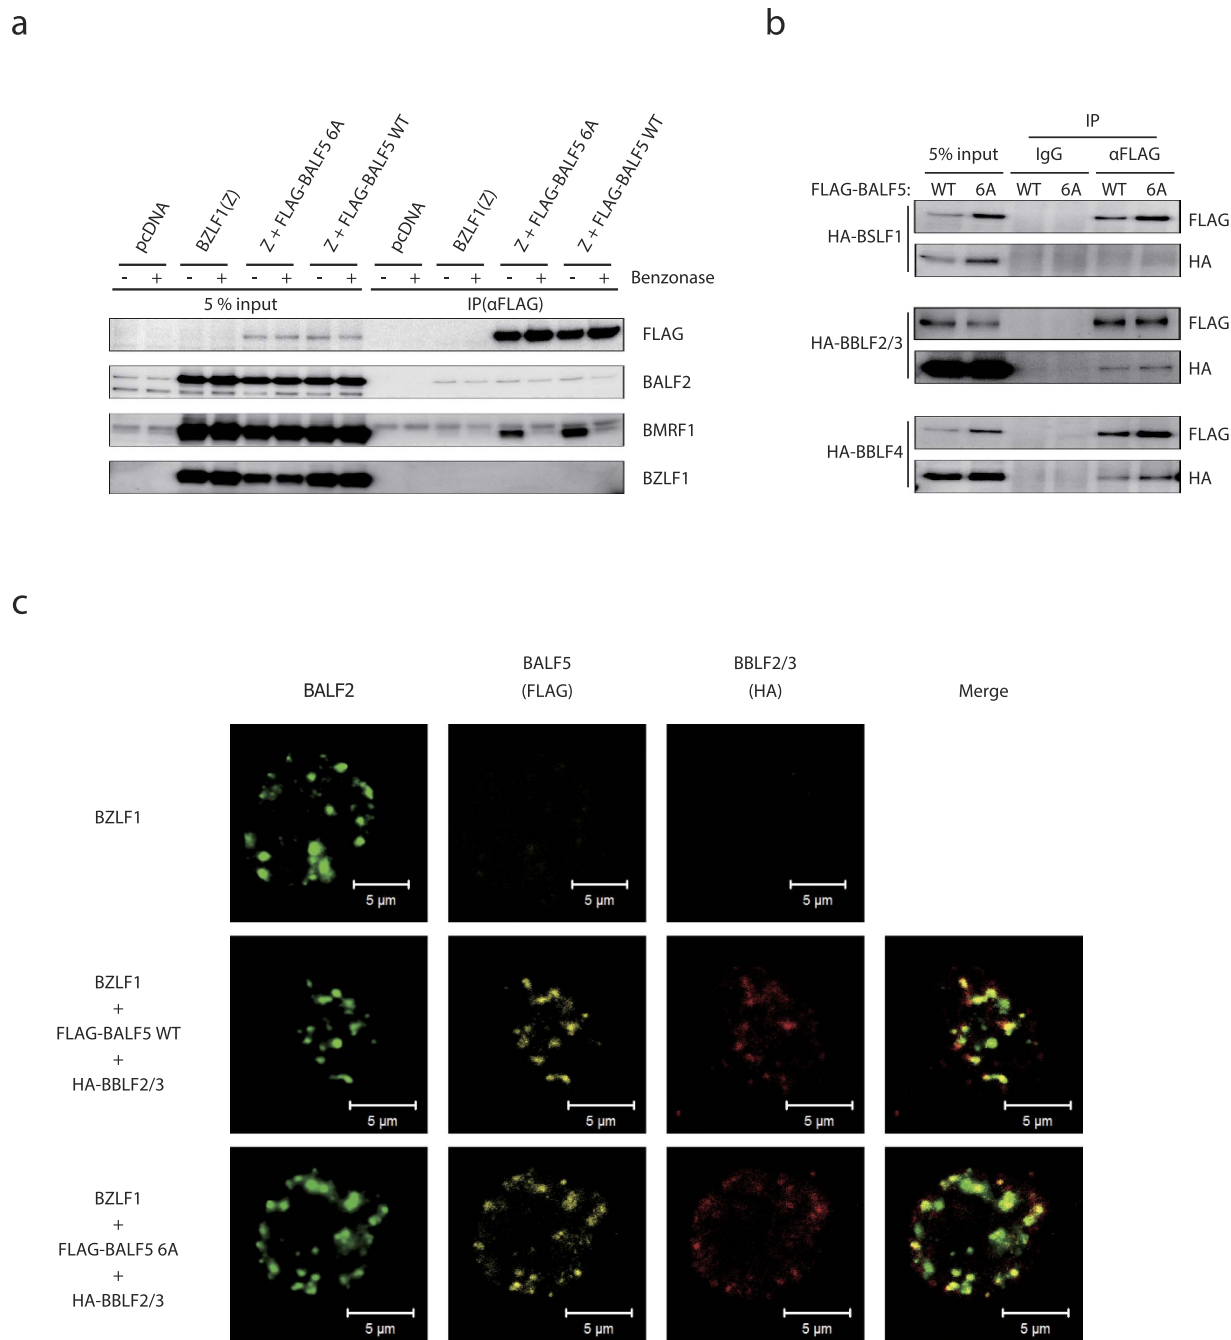 a
b
pcDNA
BZLF1(Z)
Z + FLAG-BALF5 6A
Z + FLAG-BALF5 WT
pcDNA
BZLF1(Z)
Z + FLAG-BALF5 6A
Z + FLAG-BALF5 WT
- + - + - + - + - + - + - + - + Benzonase
5 % input IP(αFLAG)
FLAG
BALF2
BMRF1
BZLF1
IP
5% input IgG αFLAG
FLAG-BALF5: WT 6A WT 6A WT 6A
HA-BSLF1
FLAG
HA
HA-BBLF2/3
FLAG
HA
HA-BBLF4
FLAG
HA
c
BALF2
BALF5
(FLAG)
BBLF2/3
(HA)
Merge
BZLF1
5 µm 5 µm 5 µm
BZLF1
+
FLAG-BALF5 WT
+
HA-BBLF2/3
5 µm 5 µm 5 µm 5 µm
BZLF1
+
FLAG-BALF5 6A
+
HA-BBLF2/3
5 µm 5 µm 5 µm 5 µm